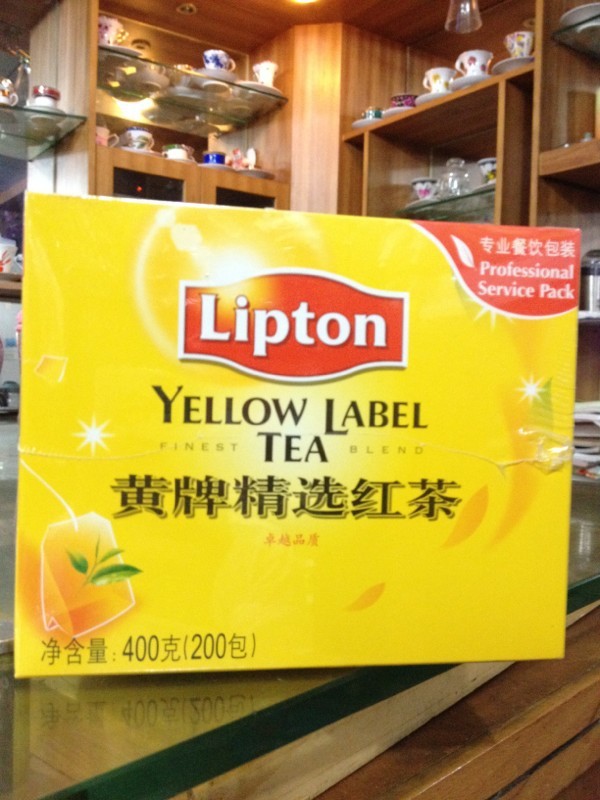 专业餐饮包装
Professional
Service Pack
Lipton
YELLOW LABEL
FINEST TEA BLEND
黄牌精选红茶
卓越品质
净含量:400克(200包)